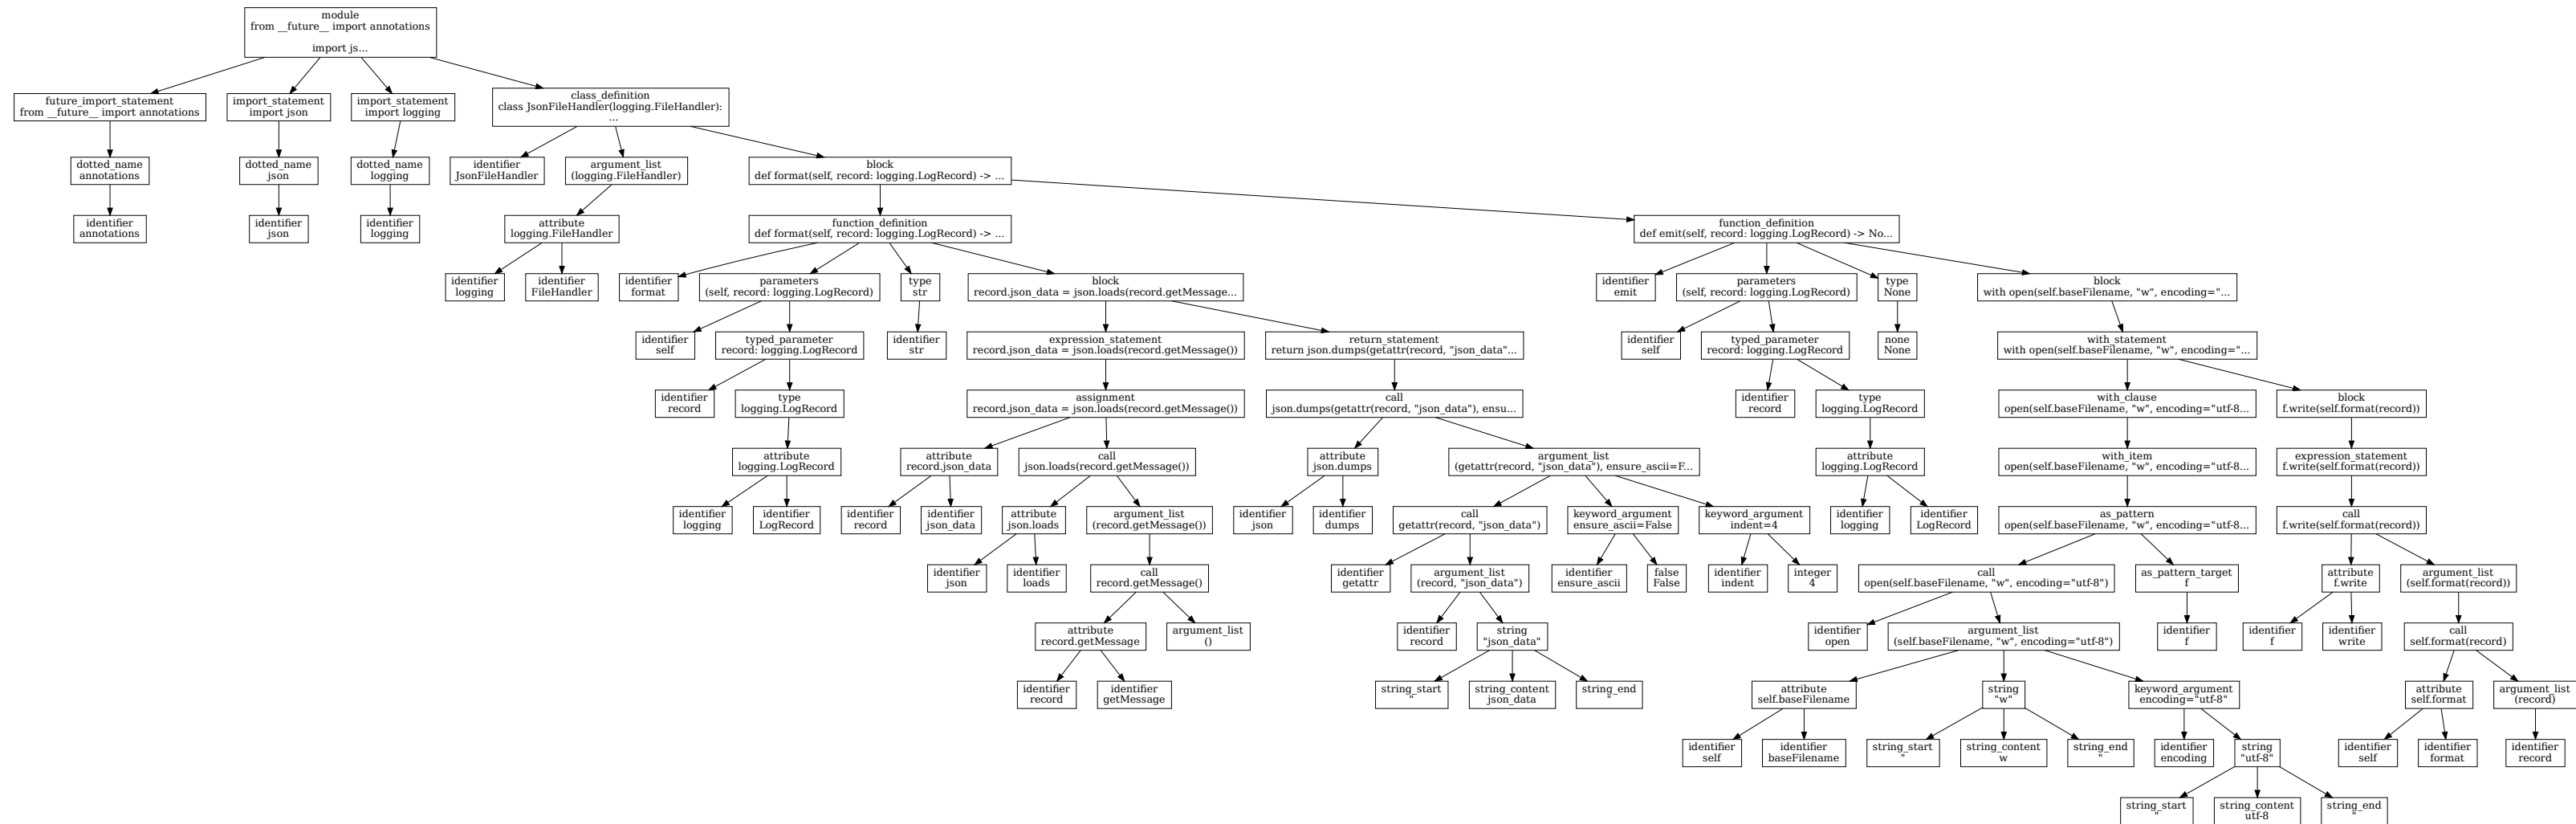 module
from __future__ import annotations
import js...
future_import_statement
from __future__ import annotations
import_statement
import json
import_statement
import logging
class_definition
class JsonFileHandler(logging.FileHandler):
...
dotted_name
annotations
dotted_name
json
dotted_name
logging
identifier
JsonFileHandler
argument_list
(logging.FileHandler)
block
def format(self, record: logging.LogRecord) -> ...
identifier
annotations
identifier
json
identifier
logging
attribute
logging.FileHandler
function_definition
def format(self, record: logging.LogRecord) -> ...
function_definition
def emit(self, record: logging.LogRecord) -> No...
identifier
logging
identifier
FileHandler
identifier
format
parameters
(self, record: logging.LogRecord)
type
str
block
record.json_data = json.loads(record.getMessage...
identifier
emit
parameters
(self, record: logging.LogRecord)
type
None
block
with open(self.baseFilename, "w", encoding="...
identifier
self
typed_parameter
record: logging.LogRecord
identifier
str
expression_statement
record.json_data = json.loads(record.getMessage())
return_statement
return json.dumps(getattr(record, "json_data"...
identifier
self
typed_parameter
record: logging.LogRecord
none
None
with_statement
with open(self.baseFilename, "w", encoding="...
identifier
record
type
logging.LogRecord
assignment
record.json_data = json.loads(record.getMessage())
call
json.dumps(getattr(record, "json_data"), ensu...
identifier
record
type
logging.LogRecord
with_clause
open(self.baseFilename, "w", encoding="utf-8...
block
f.write(self.format(record))
attribute
logging.LogRecord
attribute
record.json_data
call
json.loads(record.getMessage())
attribute
json.dumps
argument_list
(getattr(record, "json_data"), ensure_ascii=F...
attribute
logging.LogRecord
with_item
open(self.baseFilename, "w", encoding="utf-8...
expression_statement
f.write(self.format(record))
identifier
logging
identifier
LogRecord
identifier
record
identifier
json_data
attribute
json.loads
argument_list
(record.getMessage())
identifier
json
identifier
dumps
call
getattr(record, "json_data")
keyword_argument
ensure_ascii=False
keyword_argument
indent=4
identifier
logging
identifier
LogRecord
as_pattern
open(self.baseFilename, "w", encoding="utf-8...
call
f.write(self.format(record))
identifier
json
identifier
loads
call
record.getMessage()
identifier
getattr
argument_list
(record, "json_data")
identifier
ensure_ascii
false
False
identifier
indent
integer
4
call
open(self.baseFilename, "w", encoding="utf-8")
as_pattern_target
f
attribute
f.write
argument_list
(self.format(record))
attribute
record.getMessage
argument_list
()
identifier
record
string
"json_data"
identifier
open
argument_list
(self.baseFilename, "w", encoding="utf-8")
identifier
f
identifier
f
identifier
write
call
self.format(record)
identifier
record
identifier
getMessage
string_start
"
string_content
json_data
string_end
"
attribute
self.baseFilename
string
"w"
keyword_argument
encoding="utf-8"
attribute
self.format
argument_list
(record)
identifier
self
identifier
baseFilename
string_start
"
string_content
w
string_end
"
identifier
encoding
string
"utf-8"
identifier
self
identifier
format
identifier
record
string_start
"
string_content
utf-8
string_end
"